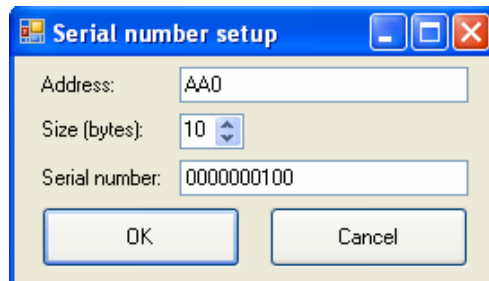 Serial number setup
Address: AA0
Size (bytes): 10
Serial number: 0000000100
OK Cancel